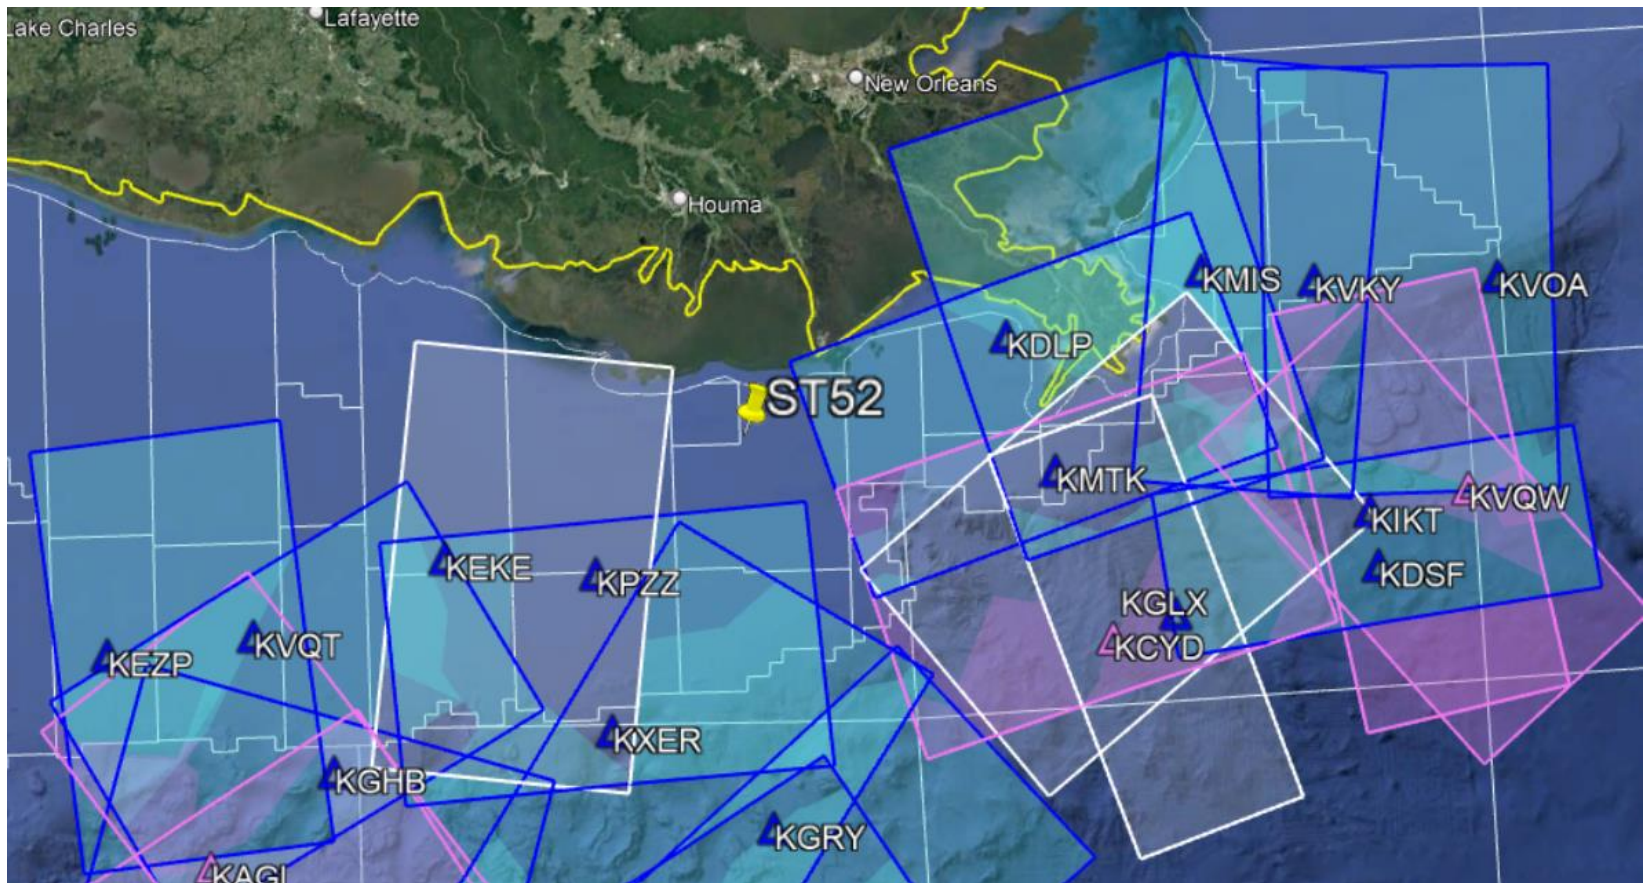 Lake Charles
Lafayette
New Orleans
Houma
KMIS
KVKY
KVOA
KDLP
ST52
KMTK
KVQW
KIKT
KEKE
KPZZ
KDSF
KGLX
KVQT
KCYD
KEZP
KXER
KGHB
KGRY
KAGL